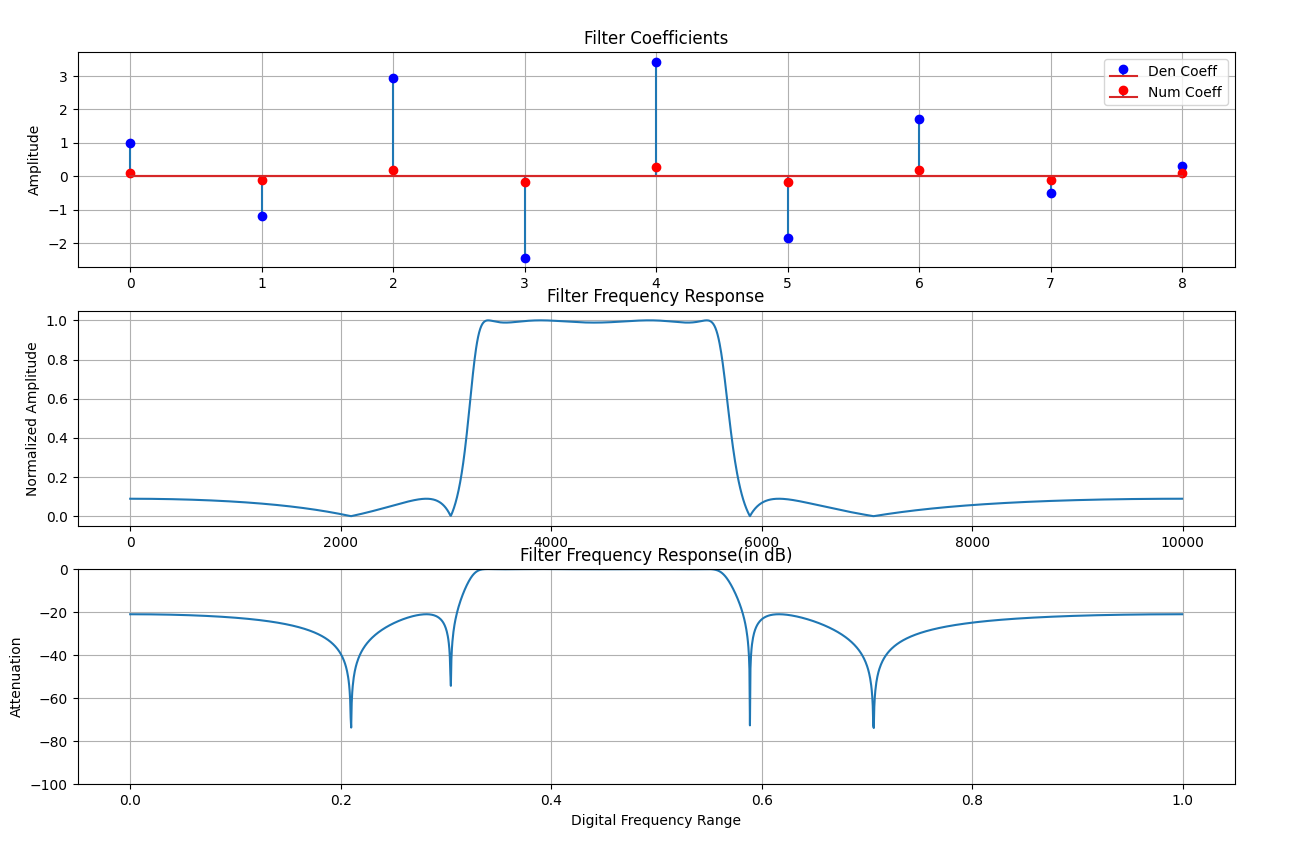 Filter Coefficients
Amplitude
3
2
1
0
−1
−2
Den Coeff
Num Coeff
0 1 2 3 4 5 6 7 8
Filter Frequency Response
Normalized Amplitude
1.0
0.8
0.6
0.4
0.2
0.0
0 2000 4000 6000 8000 10000
Filter Frequency Response(in dB)
Attenuation
0
−20
−40
−60
−80
−100
0.0 0.2 0.4 0.6 0.8 1.0
Digital Frequency Range